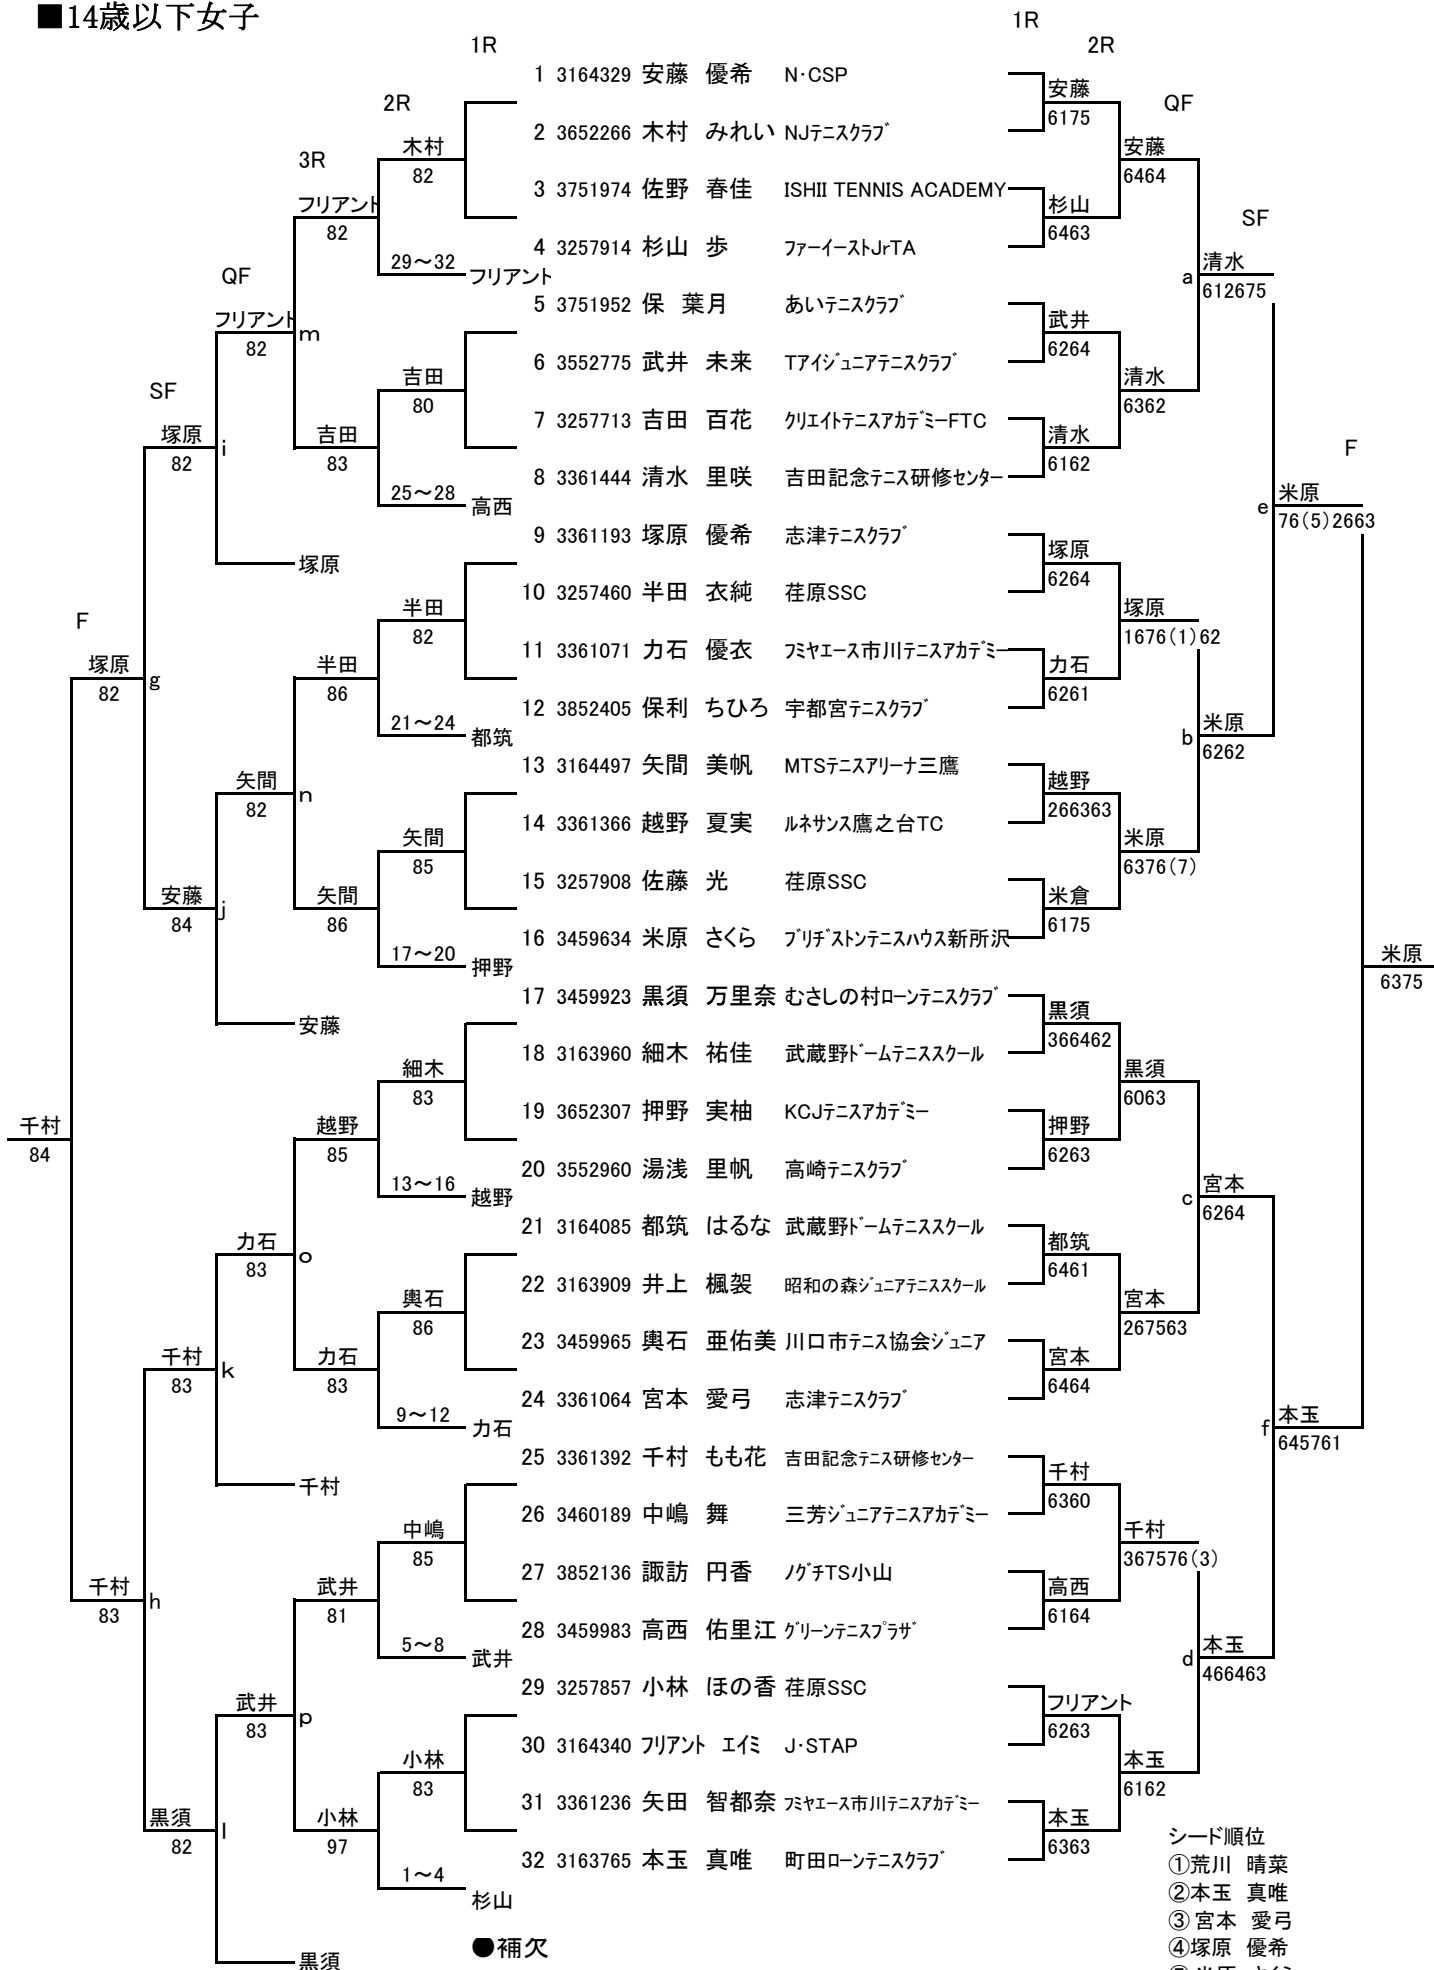 ■14歳以下女子
1R
2R
3R
QF
SF
F
1R
2R
QF
SF
F
1 3164329 安藤 優希 N・CSP
2 3652266 木村 みれい NJﾃﾆｽｸﾗﾌﾞ
3 3751974 佐野 春佳 ISHII TENNIS ACADEMY
4 3257914 杉山 歩 ﾌｧｰｲｰｽﾄJrTA
5 3751952 保 葉月 あいﾃﾆｽｸﾗﾌﾞ
6 3552775 武井 未来 Tｱｲｼﾞｭﾆｱﾃﾆｽｸﾗﾌﾞ
7 3257713 吉田 百花 ｸﾘｴｲﾄﾃﾆｽｱｶﾃﾞﾐｰFTC
8 3361444 清水 里咲 吉田記念ﾃﾆｽ研修ｾﾝﾀｰ
9 3361193 塚原 優希 志津ﾃﾆｽｸﾗﾌﾞ
10 3257460 半田 衣純 荏原SSC
11 3361071 力石 優衣 ﾌﾐﾔｴｰｽ市川ﾃﾆｽｱｶﾃﾞﾐｰ
12 3852405 保利 ちひろ 宇都宮ﾃﾆｽｸﾗﾌﾞ
13 3164497 矢間 美帆 MTSﾃﾆｽｱﾘｰﾅ三鷹
14 3361366 越野 夏実 ﾙﾈｻﾝｽ鷹之台TC
15 3257908 佐藤 光 荏原SSC
16 3459634 米原 さくら ﾌﾞﾘﾁﾞｽﾄﾝﾃﾆｽﾊｳｽ新所沢
17 3459923 黒須 万里奈 むさしの村ﾛｰﾝﾃﾆｽｸﾗﾌﾞ
18 3163960 細木 祐佳 武蔵野ﾄﾞｰﾑﾃﾆｽｽｸｰﾙ
19 3652307 押野 実柚 KCJﾃﾆｽｱｶﾃﾞﾐｰ
20 3552960 湯浅 里帆 高崎ﾃﾆｽｸﾗﾌﾞ
21 3164085 都筑 はるな 武蔵野ﾄﾞｰﾑﾃﾆｽｽｸｰﾙ
22 3163909 井上 楓袈 昭和の森ｼﾞｭﾆｱﾃﾆｽｽｸｰﾙ
23 3459965 輿石 亜佑美 川口市ﾃﾆｽ協会ｼﾞｭﾆｱ
24 3361064 宮本 愛弓 志津ﾃﾆｽｸﾗﾌﾞ
25 3361392 千村 もも花 吉田記念ﾃﾆｽ研修ｾﾝﾀｰ
26 3460189 中嶋 舞 三芳ｼﾞｭﾆｱﾃﾆｽｱｶﾃﾞﾐｰ
27 3852136 諏訪 円香 ﾉｸﾞﾁTS小山
28 3459983 高西 佑里江 ｸﾞﾘｰﾝﾃﾆｽﾌﾟﾗｻﾞ
29 3257857 小林 ほの香 荏原SSC
30 3164340 ﾌﾘｱﾝﾄ ｴｲﾐ J・STAP
31 3361236 矢田 智都奈 ﾌﾐﾔｴｰｽ市川ﾃﾆｽｱｶﾃﾞﾐｰ
32 3163765 本玉 真唯 町田ﾛｰﾝﾃﾆｽｸﾗﾌﾞ
木村
82
29～32
フリアント
吉田
80
25～28
高西
半田
82
21～24
都筑
矢間
85
17～20
押野
細木
83
13～16
越野
輿石
86
9～12
力石
中嶋
85
5～8
武井
小林
83
1～4
杉山
フリアント
82
吉田
83
半田
86
矢間
86
越野
85
力石
83
武井
81
小林
97
フリアント
82
m
塚原
矢間
82
n
安藤
力石
83
o
千村
武井
83
p
黒須
塚原
82
i
安藤
84
j
千村
83
k
黒須
82
l
塚原
82
g
千村
83
h
千村
84
安藤
6175
杉山
6463
武井
6264
清水
6162
塚原
6264
力石
6261
越野
266363
米倉
6175
黒須
366462
押野
6263
都筑
6461
宮本
6464
千村
6360
高西
6164
フリアント
6263
本玉
6363
安藤
6464
清水
6362
塚原
1676(1)62
米原
6376(7)
黒須
6063
宮本
267563
千村
367576(3)
本玉
6162
a
清水
612675
b
米原
6262
c
宮本
6264
d
本玉
466463
e
米原
76(5)2663
f
本玉
645761
米原
6375
シード順位
①荒川 晴菜
②本玉 真唯
③宮本 愛弓
④塚原 優希
●補欠